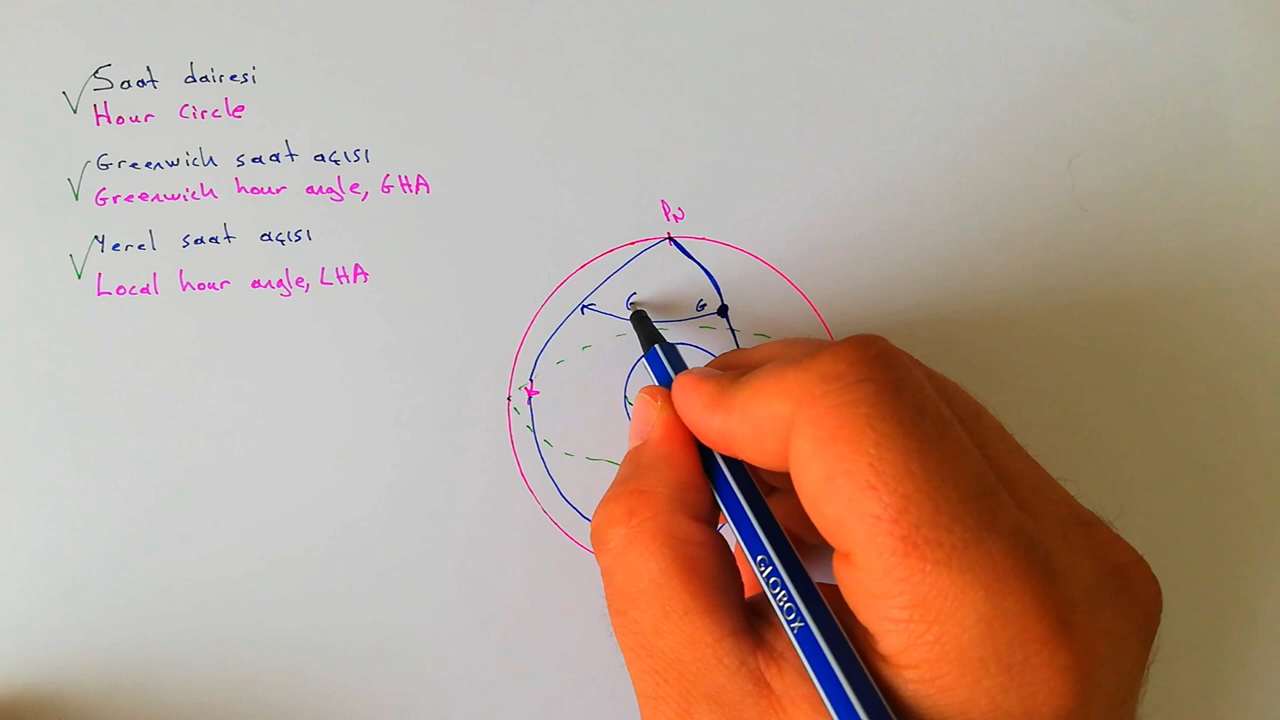 Saat dairesi
Hour Circle
Greenwich saat açısı
Greenwich hour angle, GHA
Yerel saat açısı
Local hour angle, LHA
PN
G
G
GLOBOX